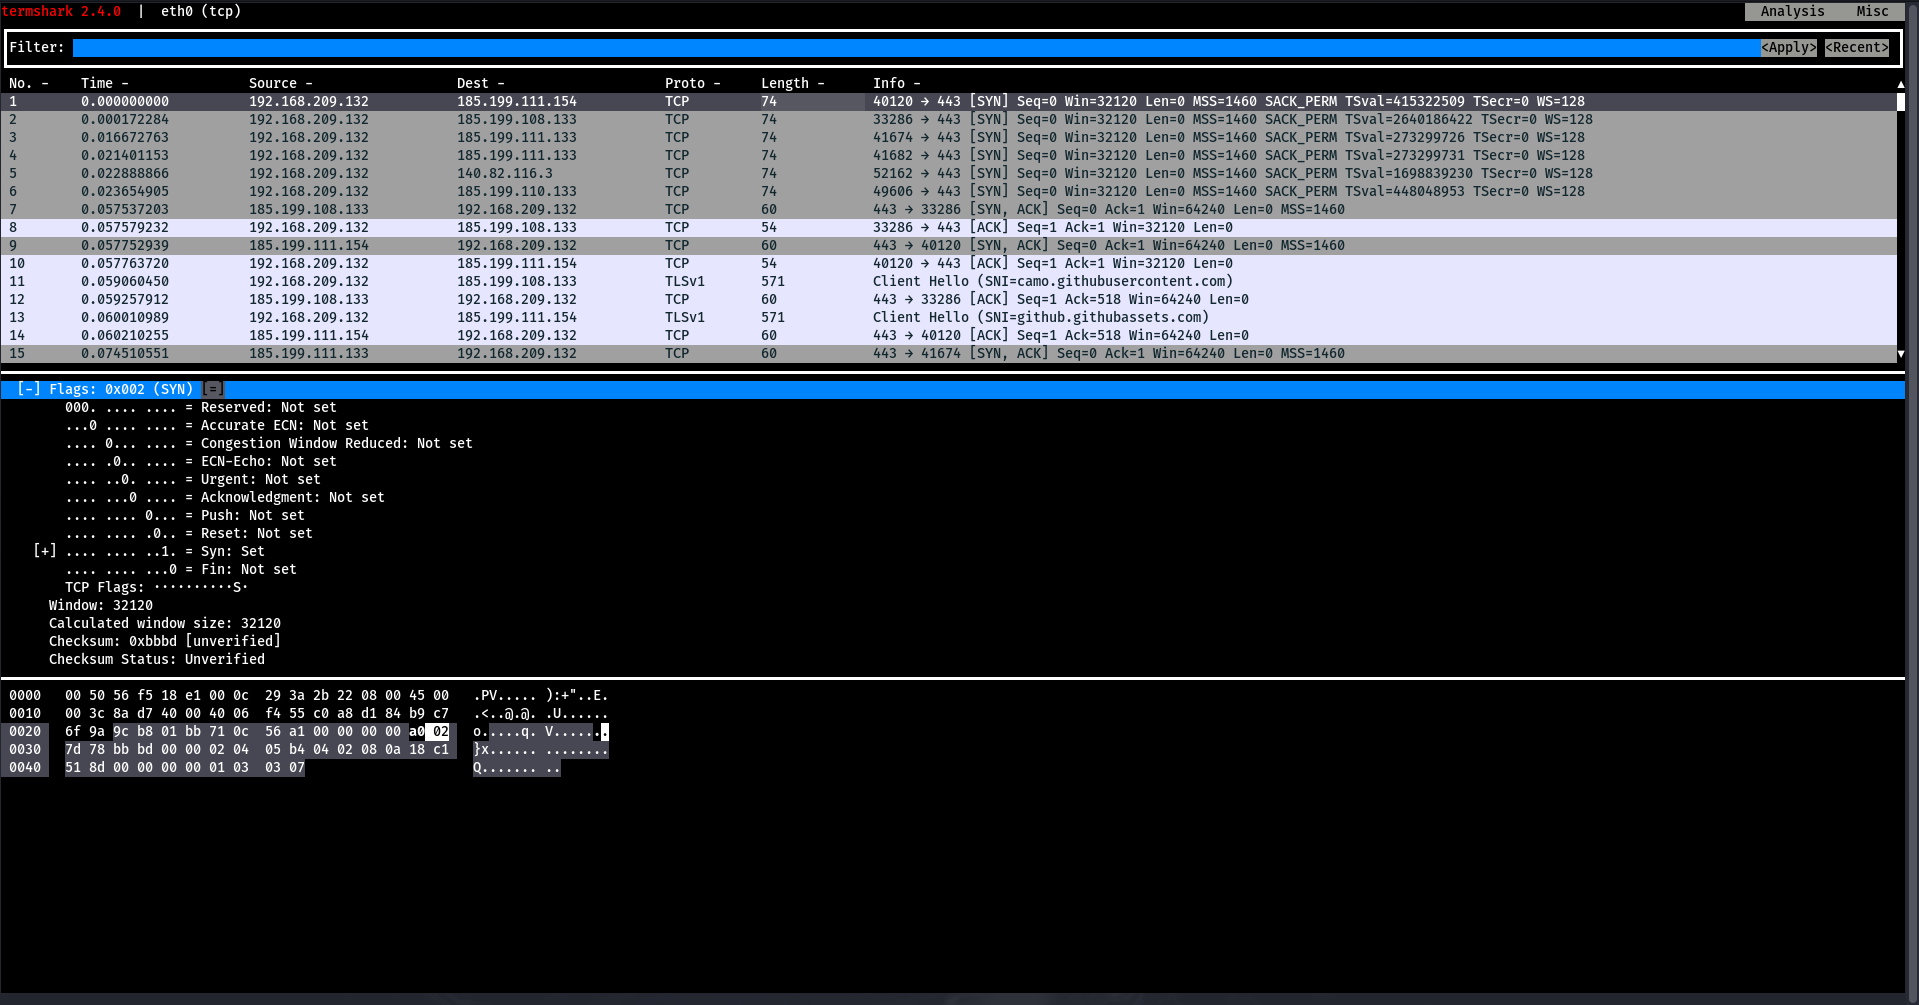 termshark 2.4.0 | eth0 (tcp) Analysis Misc
Filter: <Apply> <Recent>
No. - Time - Source - Dest - Proto - Length - Info -
1 0.000000000 192.168.209.132 185.199.111.154 TCP 74 40120 → 443 [SYN] Seq=0 Win=32120 Len=0 MSS=1460 SACK_PERM TSval=415322509 TSecr=0 WS=128
2 0.000172284 192.168.209.132 185.199.108.133 TCP 74 33286 → 443 [SYN] Seq=0 Win=32120 Len=0 MSS=1460 SACK_PERM TSval=2640186422 TSecr=0 WS=128
3 0.016672763 192.168.209.132 185.199.111.133 TCP 74 41674 → 443 [SYN] Seq=0 Win=32120 Len=0 MSS=1460 SACK_PERM TSval=273299726 TSecr=0 WS=128
4 0.021401153 192.168.209.132 185.199.111.133 TCP 74 41682 → 443 [SYN] Seq=0 Win=32120 Len=0 MSS=1460 SACK_PERM TSval=273299731 TSecr=0 WS=128
5 0.022888866 192.168.209.132 140.82.116.3 TCP 74 52162 → 443 [SYN] Seq=0 Win=32120 Len=0 MSS=1460 SACK_PERM TSval=1698839230 TSecr=0 WS=128
6 0.023654905 192.168.209.132 185.199.110.133 TCP 74 49606 → 443 [SYN] Seq=0 Win=32120 Len=0 MSS=1460 SACK_PERM TSval=448048953 TSecr=0 WS=128
7 0.057537203 185.199.108.133 192.168.209.132 TCP 60 443 → 33286 [SYN, ACK] Seq=0 Ack=1 Win=64240 Len=0 MSS=1460
8 0.057579232 192.168.209.132 185.199.108.133 TCP 54 33286 → 443 [ACK] Seq=1 Ack=1 Win=32120 Len=0
9 0.057752939 185.199.111.154 192.168.209.132 TCP 60 443 → 40120 [SYN, ACK] Seq=0 Ack=1 Win=64240 Len=0 MSS=1460
10 0.057763720 192.168.209.132 185.199.111.154 TCP 54 40120 → 443 [ACK] Seq=1 Ack=1 Win=32120 Len=0
11 0.059060450 192.168.209.132 185.199.108.133 TLSv1 571 Client Hello (SNI=camo.githubusercontent.com)
12 0.059257912 185.199.108.133 192.168.209.132 TCP 60 443 → 33286 [ACK] Seq=1 Ack=518 Win=64240 Len=0
13 0.060010989 192.168.209.132 185.199.111.154 TLSv1 571 Client Hello (SNI=github.githubassets.com)
14 0.060210255 185.199.111.154 192.168.209.132 TCP 60 443 → 40120 [ACK] Seq=1 Ack=518 Win=64240 Len=0
15 0.074510551 185.199.111.133 192.168.209.132 TCP 60 443 → 41674 [SYN, ACK] Seq=0 Ack=1 Win=64240 Len=0 MSS=1460
[-] Flags: 0x002 (SYN) [=]
000. .... .... = Reserved: Not set
...0 .... .... = Accurate ECN: Not set
.... 0... .... = Congestion Window Reduced: Not set
.... .0.. .... = ECN-Echo: Not set
.... ..0. .... = Urgent: Not set
.... ...0 .... = Acknowledgment: Not set
.... .... 0... = Push: Not set
.... .... .0.. = Reset: Not set
[+] .... .... ..1. = Syn: Set
.... .... ...0 = Fin: Not set
TCP Flags: ··········S·
Window: 32120
Calculated window size: 32120
Checksum: 0xbbbd [unverified]
Checksum Status: Unverified
0000 00 50 56 f5 18 e1 00 0c 29 3a 2b 22 08 00 45 00 .PV..... ):+"..E.
0010 00 3c 8a d7 40 00 40 06 f4 55 c0 a8 d1 84 b9 c7 .<..@.@. .U......
0020 6f 9a 9c b8 01 bb 71 0c 56 a1 00 00 00 00 a0 02 o.....q. V.......
0030 7d 78 bb bd 00 00 02 04 05 b4 04 02 08 0a 18 c1 }x...... ........
0040 51 8d 00 00 00 00 01 03 03 07 Q....... ..